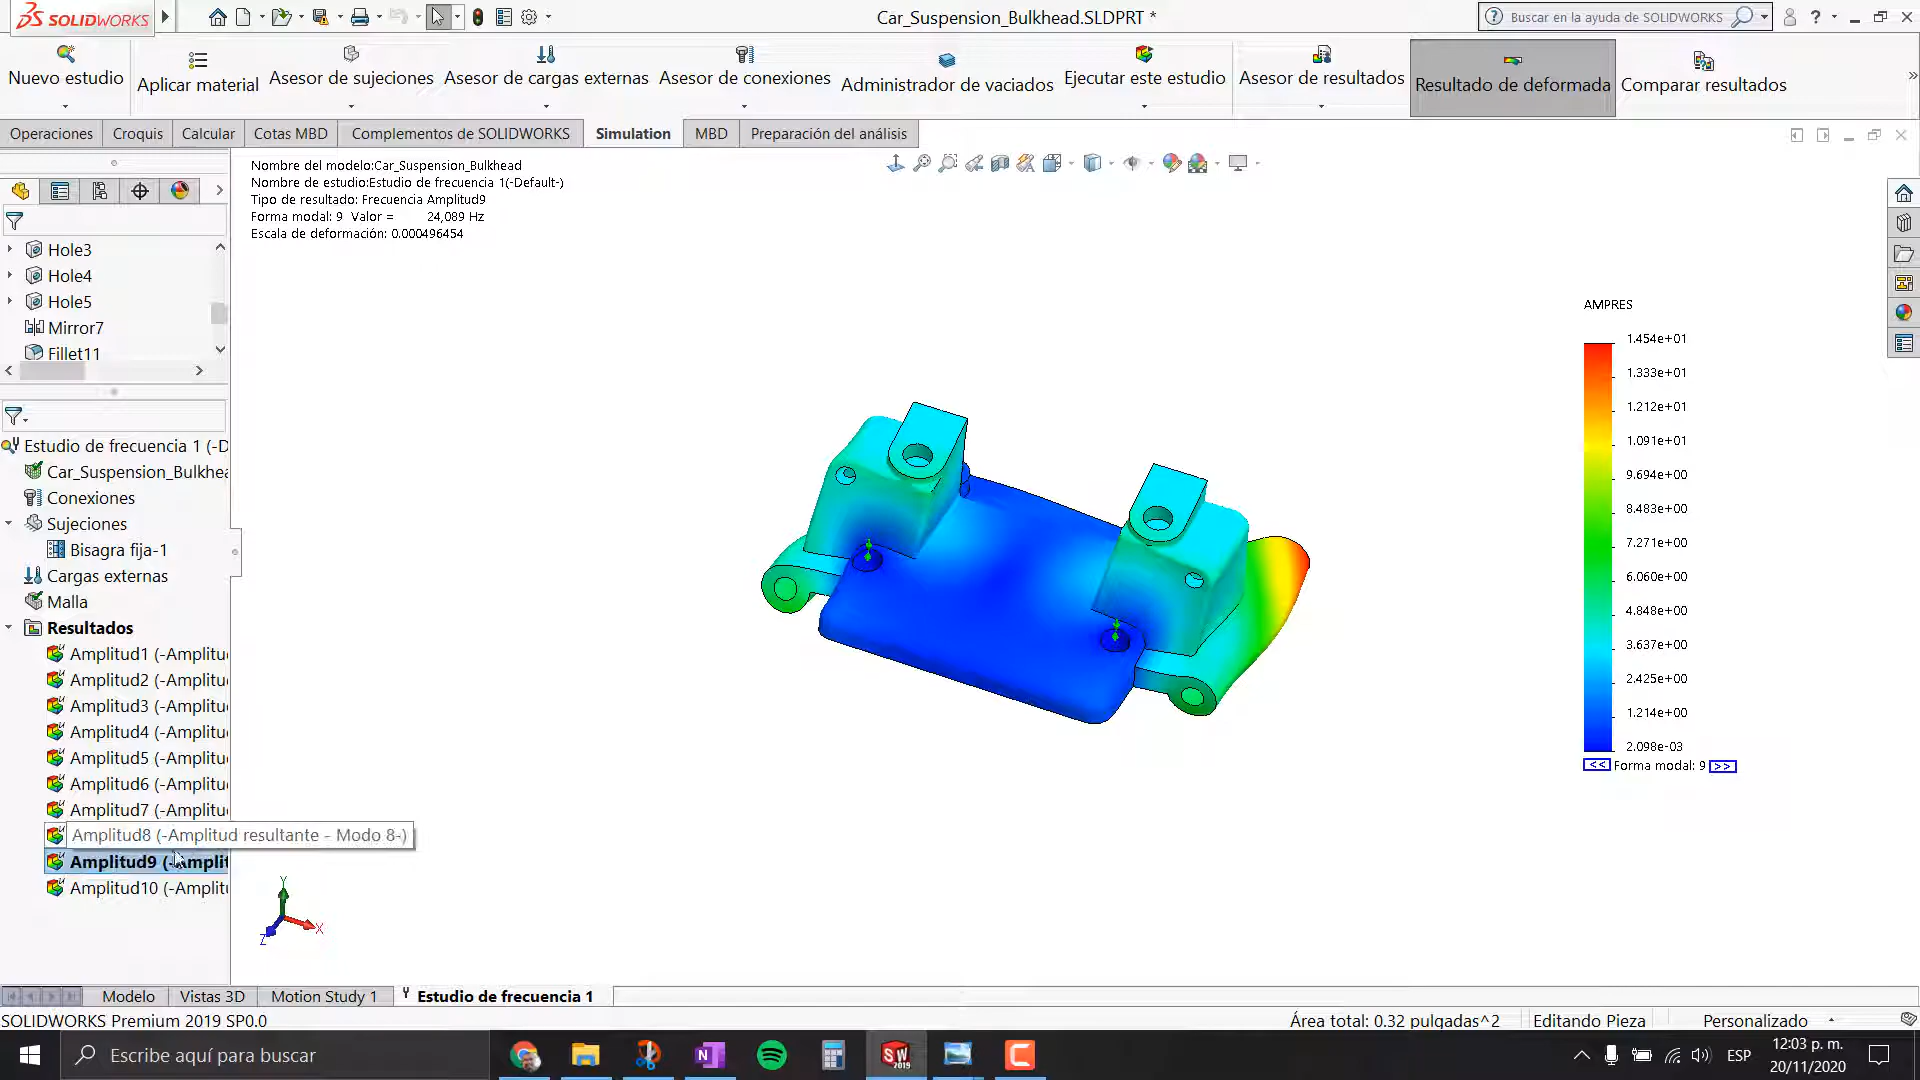 SOLIDWORKS
Car_Suspension_Bulkhead.SLDPRT *
Buscar en la ayuda de SOLIDWORKS
Nuevo estudio
Aplicar material
Asesor de sujeciones
Asesor de cargas externas
Asesor de conexiones
Administrador de vaciados
Ejecutar este estudio
Asesor de resultados
Resultado de deformada
Comparar resultados
Operaciones
Croquis
Calcular
Cotas MBD
Complementos de SOLIDWORKS
Simulation
MBD
Preparación del análisis
Nombre del modelo:Car_Suspension_Bulkhead
Nombre de estudio:Estudio de frecuencia 1(-Default-)
Tipo de resultado: Frecuencia Amplitud9
Forma modal: 9 Valor = 24,089 Hz
Escala de deformación: 0.000496454
Hole3
Hole4
Hole5
Mirror7
Fillet11
Estudio de frecuencia 1 (-D
Car_Suspension_Bulkhea
Conexiones
Sujeciones
Bisagra fija-1
Cargas externas
Malla
Resultados
Amplitud1 (-Amplitu
Amplitud2 (-Amplitu
Amplitud3 (-Amplitu
Amplitud4 (-Amplitu
Amplitud5 (-Amplitu
Amplitud6 (-Amplitu
Amplitud7 (-Amplitu
Amplitud8 (-Amplitud resultante - Modo 8-)
Amplitud9 (-Amplit
Amplitud10 (-Amplitu
AMPRES
1.454e+01
1.333e+01
1.212e+01
1.091e+01
9.694e+00
8.483e+00
7.271e+00
6.060e+00
4.848e+00
3.637e+00
2.425e+00
1.214e+00
2.098e-03
<< Forma modal: 9 >>
Y
X
Z
Modelo
Vistas 3D
Motion Study 1
Estudio de frecuencia 1
SOLIDWORKS Premium 2019 SP0.0
Área total: 0.32 pulgadas^2
Editando Pieza
Personalizado
Escribe aquí para buscar
SW
2019
ESP
12:03 p. m.
20/11/2020